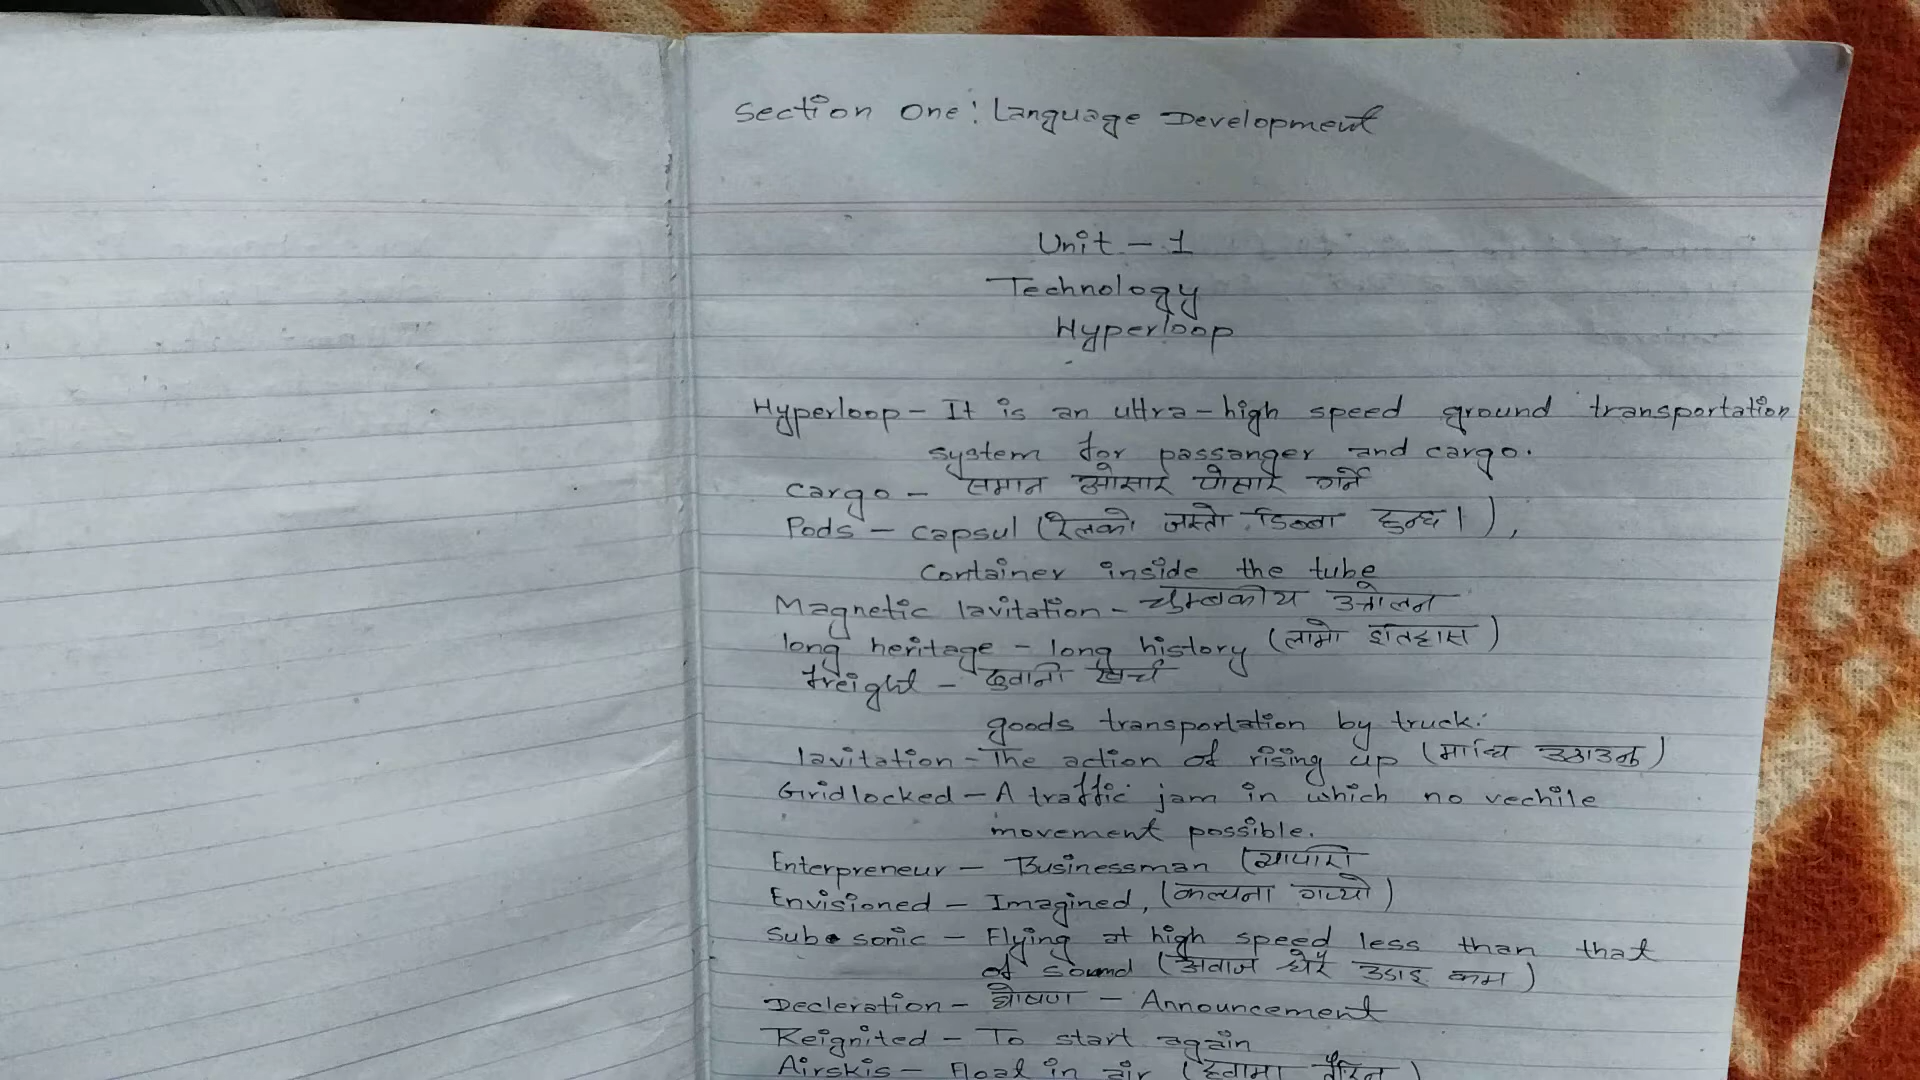 Section One: Language Development
Unit - 1
Technology
Hyperloop
Hyperloop - It is an ultra-high speed ground transportation
system for passanger and cargo.
cargo - समान ओसार पोसार गर्ने
Pods - capsul (रेलको जस्तो डिब्बा हुन्छ।),
Container inside the tube
Magnetic lavitation - चुम्बकीय उत्तोलन
long heritage - long history (लामो इतिहास)
freight - ढुवानी खर्च
goods transportation by truck.
lavitation - The action of rising up (माथि उठाउनु)
Gridlocked - A traffic jam in which no vechile
movement possible.
Enterpreneur - Businessman (व्यापारी
Envisioned - Imagined, (कल्पना गर्‍यो)
Sub sonic - Flying at high speed less than that
of sound (अवाज धेरै उडाइ कम)
Decleration - घोषणा - Announcement
Reignited - To start again
Airskis - Float in air (हवामा